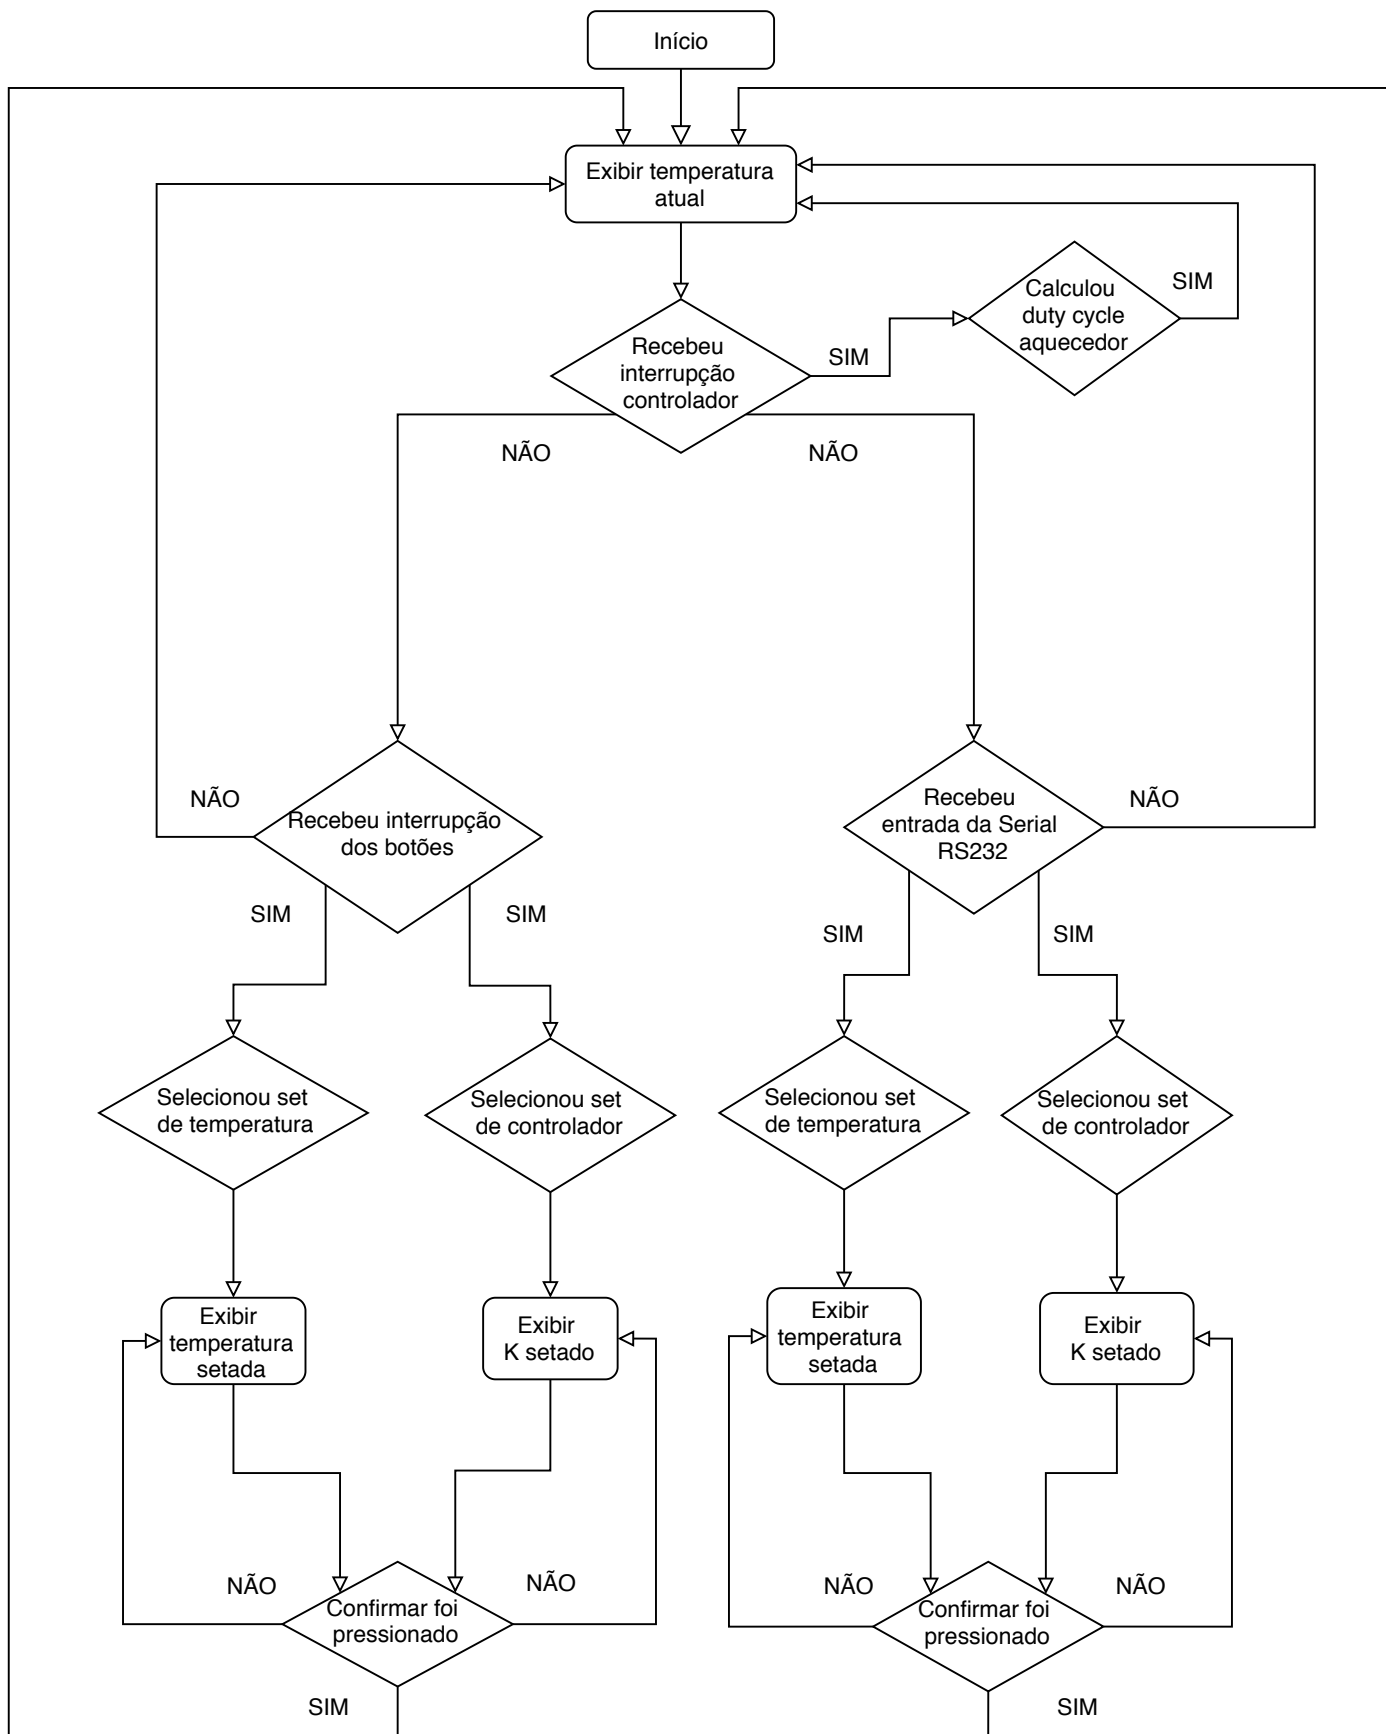 Início
Exibir temperatura
atual
Calculou
duty cycle
aquecedor
SIM
Recebeu
interrupção
controlador
SIM
NÃO
NÃO
NÃO
Recebeu interrupção
dos botões
Recebeu
entrada da Serial
RS232
NÃO
SIM
SIM
SIM
SIM
Selecionou set
de temperatura
Selecionou set
de controlador
Selecionou set
de temperatura
Selecionou set
de controlador
Exibir
temperatura
setada
Exibir
K setado
Exibir
temperatura
setada
Exibir
K setado
NÃO
NÃO
Confirmar foi
pressionado
NÃO
NÃO
Confirmar foi
pressionado
SIM
SIM